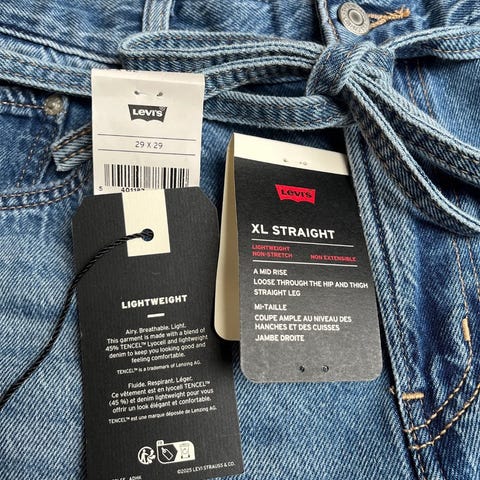 LEVI'S
Levi's
29 X 29
Levi's
XL STRAIGHT
LIGHTWEIGHT
NON-STRETCH NON EXTENSIBLE
A MID RISE
LOOSE THROUGH THE HIP AND THIGH
STRAIGHT LEG
MI-TAILLE
COUPE AMPLE AU NIVEAU DES
HANCHES ET DES CUISSES
JAMBE DROITE
LIGHTWEIGHT
Airy. Breathable. Light.
This garment is made with a blend of
45% TENCEL™ Lyocell and lightweight
denim to keep you looking good and
feeling comfortable.
TENCEL™ is a trademark of Lenzing AG.
Fluide. Respirant. Léger.
Ce vêtement est en lyocell TENCEL™
(45 %) et denim lightweight pour vous
offrir un look élégant et comfortable.
TENCEL™ est une marque déposée de Lenzing AG.
©2025 LEVI STRAUSS & CO.